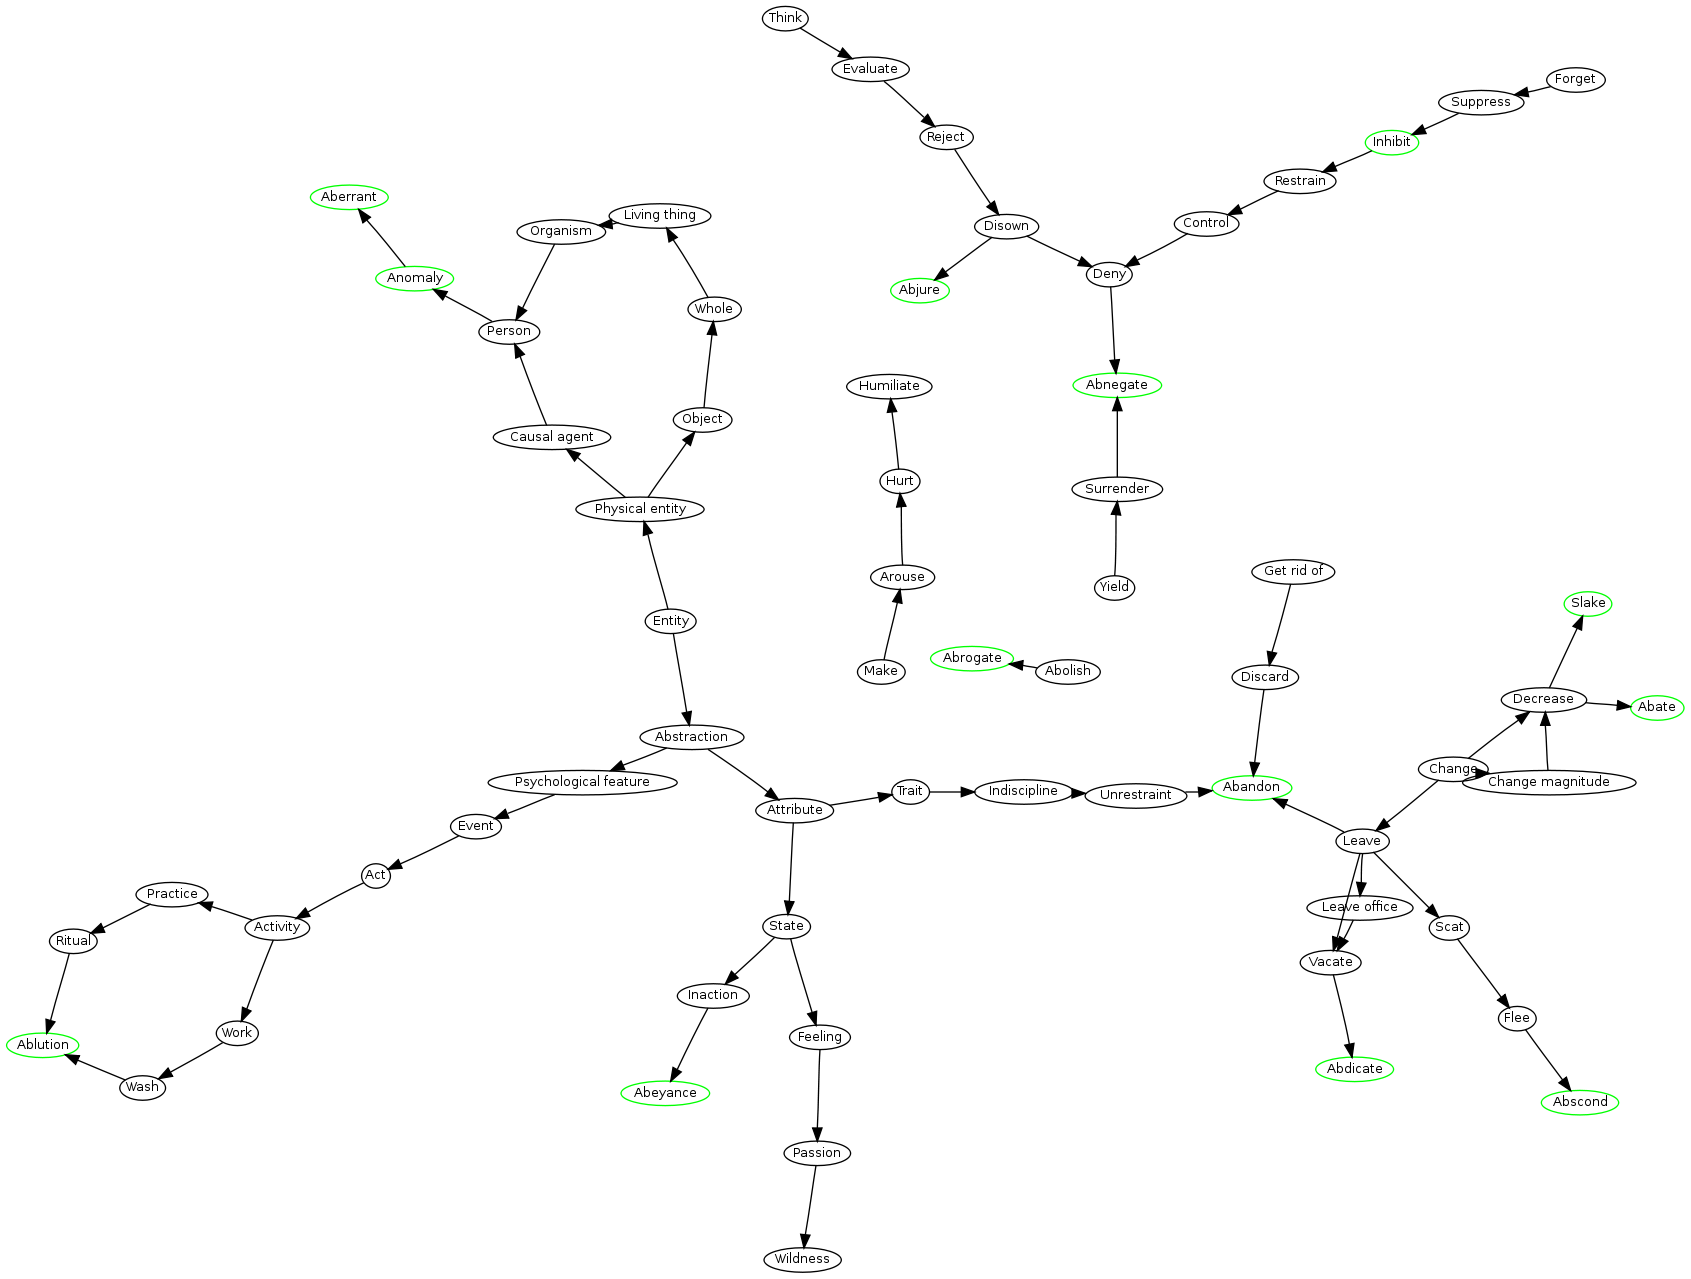 Think
Evaluate
Forget
Suppress
Reject
Inhibit
Restrain
Aberrant
Living thing
Control
Disown
Organism
Deny
Anomaly
Abjure
Whole
Person
Humiliate
Abnegate
Object
Causal agent
Hurt
Surrender
Physical entity
Get rid of
Arouse
Yield
Slake
Entity
Abrogate
Make
Abolish
Discard
Decrease
Abate
Abstraction
Change
Psychological feature
Change magnitude
Abandon
Trait
Indiscipline
Unrestraint
Attribute
Event
Leave
Act
Practice
Leave office
State
Activity
Scat
Ritual
Vacate
Inaction
Flee
Work
Feeling
Ablution
Abdicate
Wash
Abeyance
Abscond
Passion
Wildness